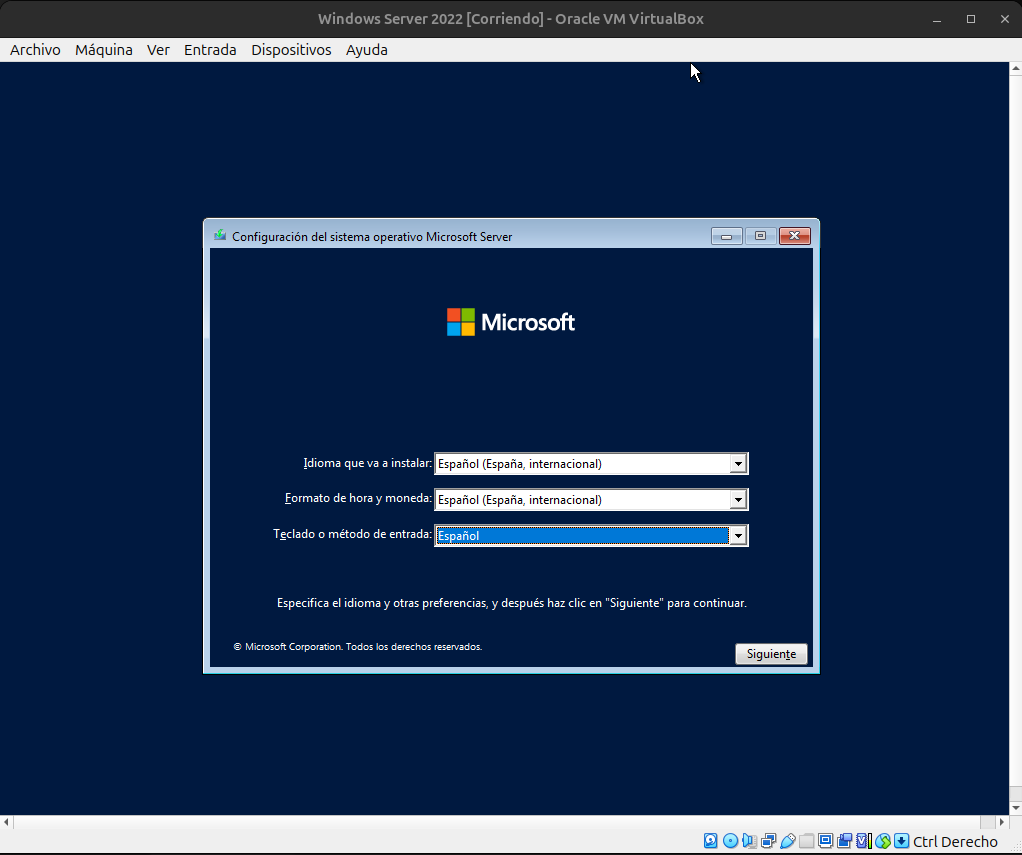 Windows Server 2022 [Corriendo] - Oracle VM VirtualBox
Archivo Máquina Ver Entrada Dispositivos Ayuda
Configuración del sistema operativo Microsoft Server
Microsoft
Idioma que va a instalar: Español (España, internacional)
Formato de hora y moneda: Español (España, internacional)
Teclado o método de entrada: Español
Especifica el idioma y otras preferencias, y después haz clic en "Siguiente" para continuar.
© Microsoft Corporation. Todos los derechos reservados.
Siguiente
Ctrl Derecho